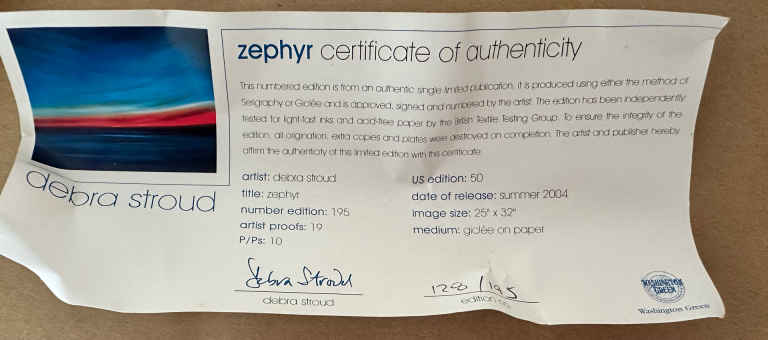 zephyr certificate of authenticity
This numbered edition is from an authentic single limited publication, it is produced using either the method of
Serigraphy or Giclée and is approved, signed and numbered by the artist. The edition has been independently
tested for light-fast inks and acid-free paper by the British Textile Testing Group. To ensure the integrity of the
edition, all origination, extra copies and plates were destroyed on completion. The artist and publisher hereby
affirm the authenticity of this limited edition with this certificate.
debra stroud
artist: debra stroud
title: zephyr
number edition: 195
artist proofs: 19
P/Ps: 10
US edition: 50
date of release: summer 2004
image size: 25" x 32"
medium: giclée on paper
Debra Stroud
debra stroud
128/195
edition
WASHINGTON
GREEN
Washington Green